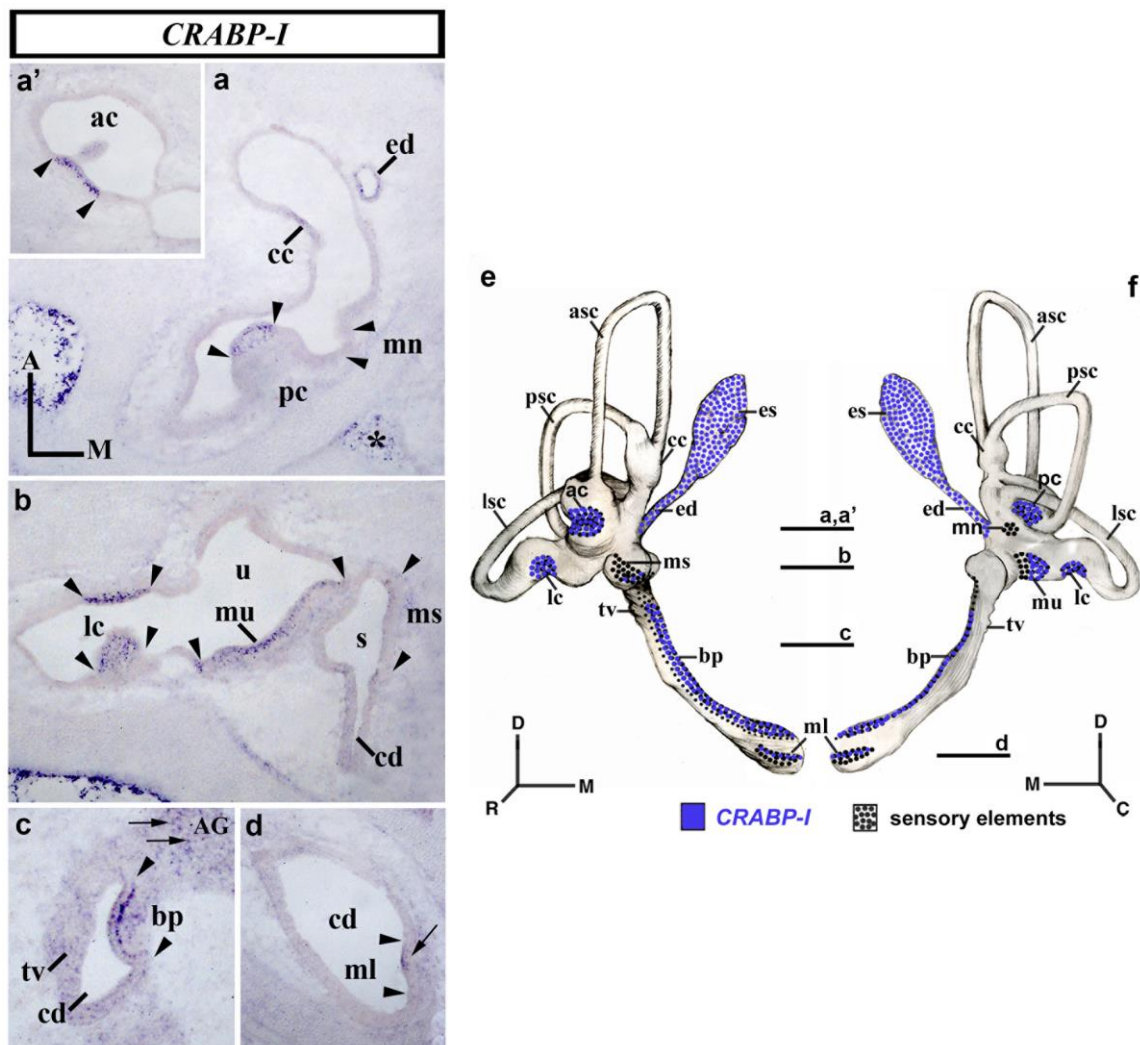 CRABP-I
a'
ac
a
ed
cc
mn
pc
A
M
*
b
u
lc
mu
s
ms
cd
c
AG
bp
tv
cd
d
cd
ml
e
asc
psc
es
cc
lsc
ac
ed
ms
lc
tv
bp
ml
a,a'
b
c
d
f
asc
psc
es
cc
pc
lsc
ed
mn
mu
lc
tv
bp
D
R
M
D
M
C
CRABP-I
sensory elements